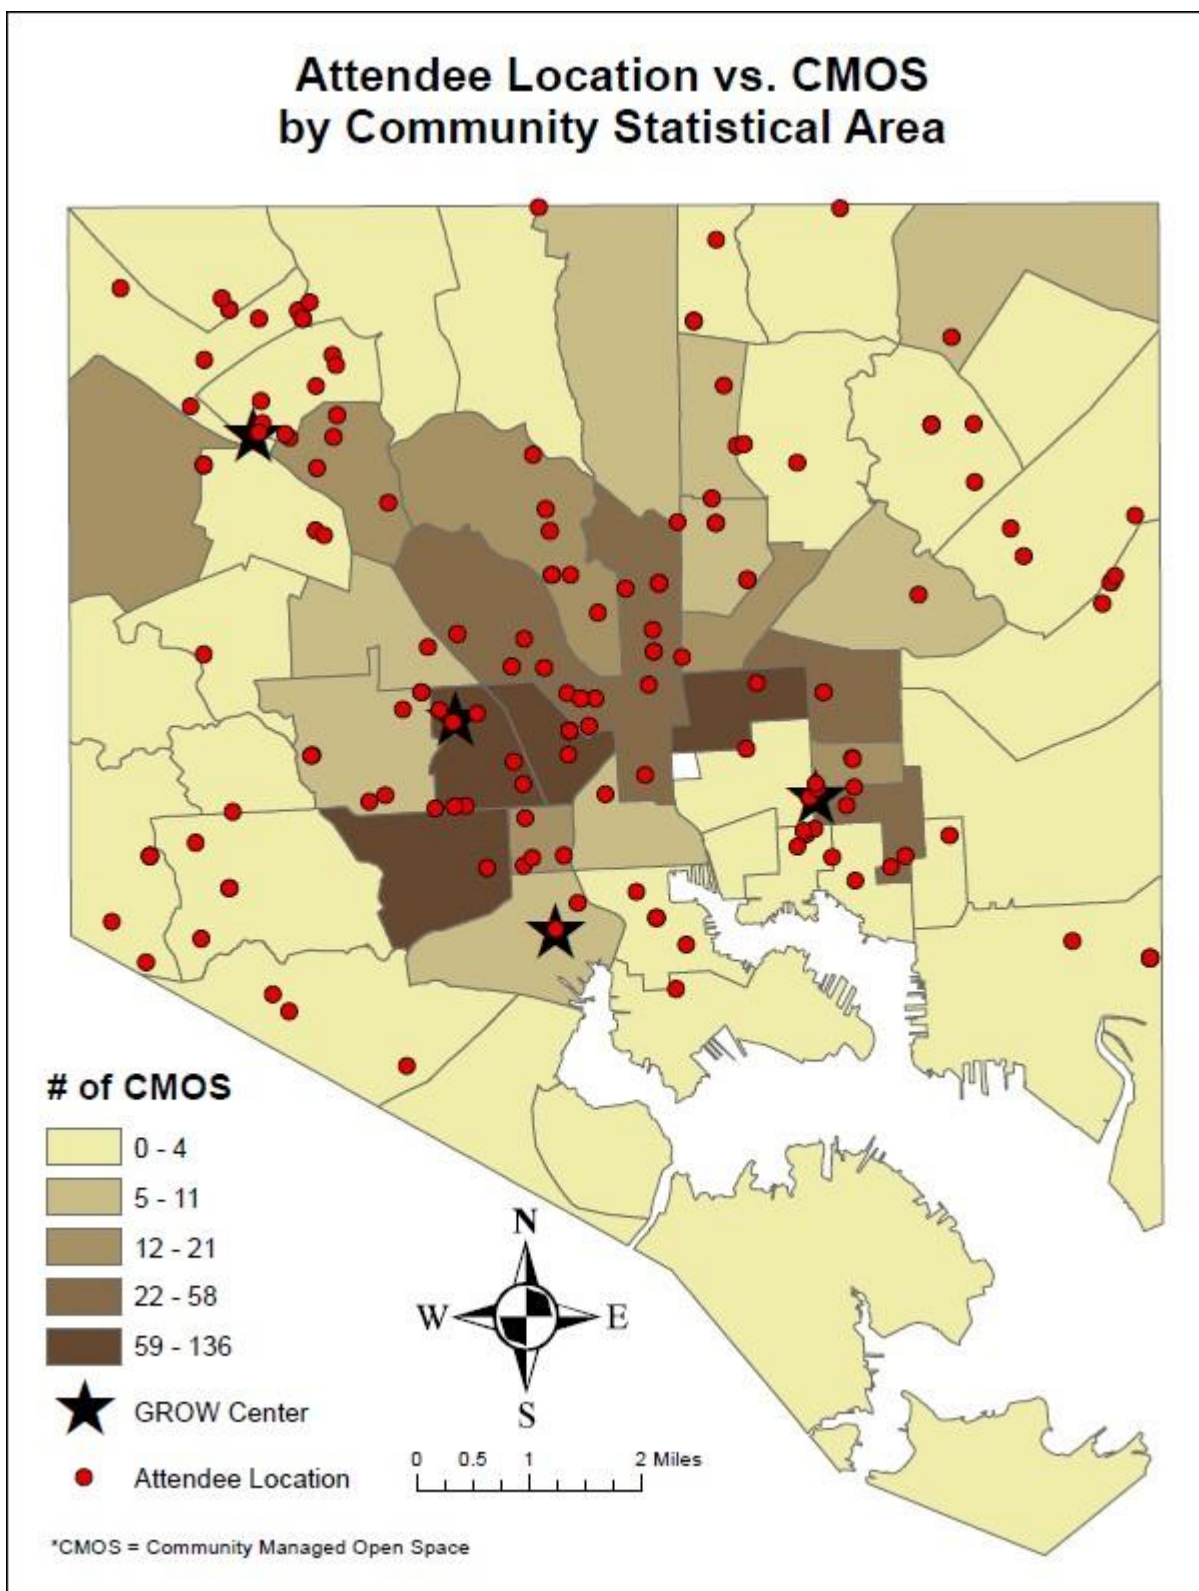 Attendee Location vs. CMOS
by Community Statistical Area
# of CMOS
0 - 4
5 - 11
12 - 21
22 - 58
59 - 136
GROW Center
Attendee Location
N
W E
S
0 0.5 1 2 Miles
*CMOS = Community Managed Open Space